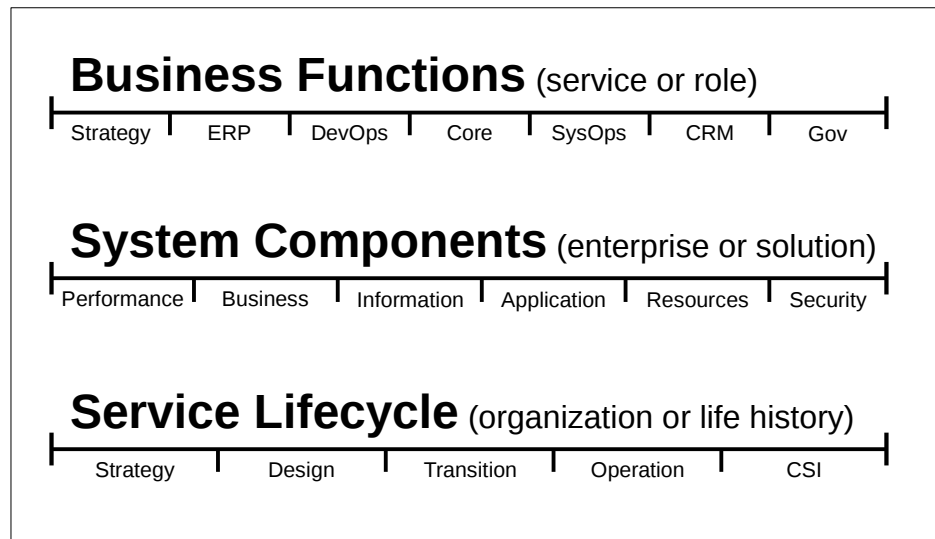 Business Functions (service or role)
Strategy ERP DevOps Core SysOps CRM Gov
System Components (enterprise or solution)
Performance Business Information Application Resources Security
Service Lifecycle (organization or life history)
Strategy Design Transition Operation CSI